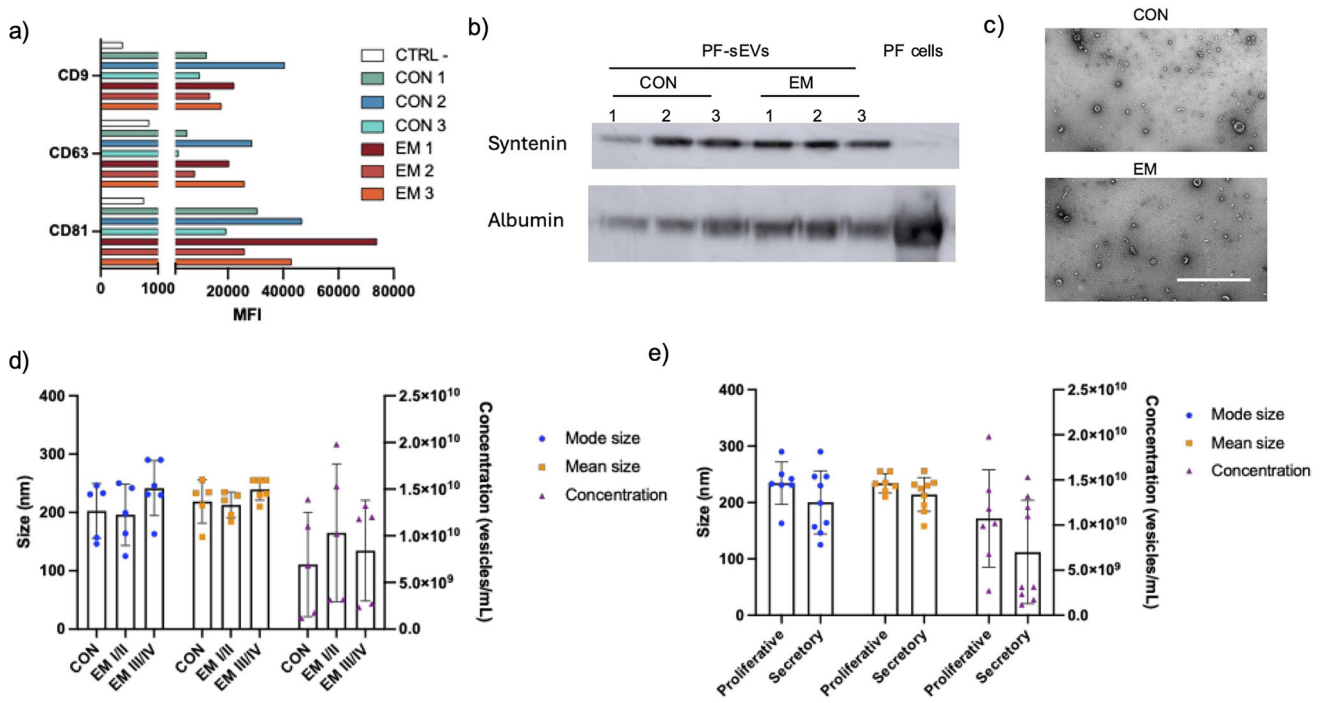 a)
CD9
CD63
CD81
0
1000
20000
40000
60000
80000
MFI
CTRL -
CON 1
CON 2
CON 3
EM 1
EM 2
EM 3
b)
PF-sEVs
PF cells
CON
EM
1 2 3 1 2 3
Syntenin
Albumin
c)
CON
EM
d)
400
300
200
100
0
Size (nm)
CON
EM I/II
EM III/IV
CON
EM I/II
EM III/IV
CON
EM I/II
EM III/IV
2.5×10¹⁰
2.0×10¹⁰
1.5×10¹⁰
1.0×10¹⁰
5.0×10⁹
0.0
Concentration (vesicles/mL)
Mode size
Mean size
Concentration
e)
400
300
200
100
0
Size (nm)
Proliferative
Secretory
Proliferative
Secretory
Proliferative
Secretory
2.5×10¹⁰
2.0×10¹⁰
1.5×10¹⁰
1.0×10¹⁰
5.0×10⁹
0.0
Concentration (vesicles/mL)
Mode size
Mean size
Concentration